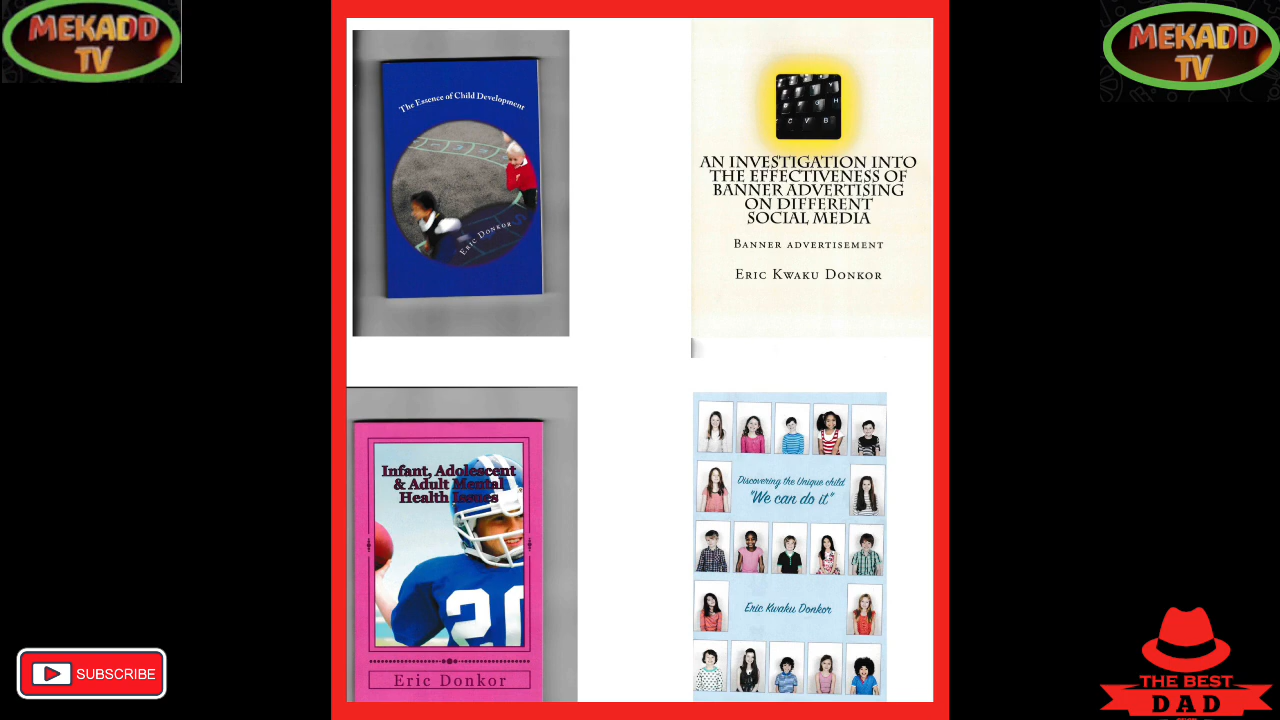 MEKADD
TV
MEKADD
TV
The Essence of Child Development
Eric Donkor
Y
G H
C V B
AN INVESTIGATION INTO
THE EFFECTIVENESS OF
BANNER ADVERTISING
ON DIFFERENT
SOCIAL MEDIA
BANNER ADVERTISEMENT
ERIC KWAKU DONKOR
Infant, Adolescent
& Adult Mental
Health Issues
20
Eric Donkor
Discovering the Unique child
"We can do it"
Eric Kwaku Donkor
SUBSCRIBE
THE BEST
DAD